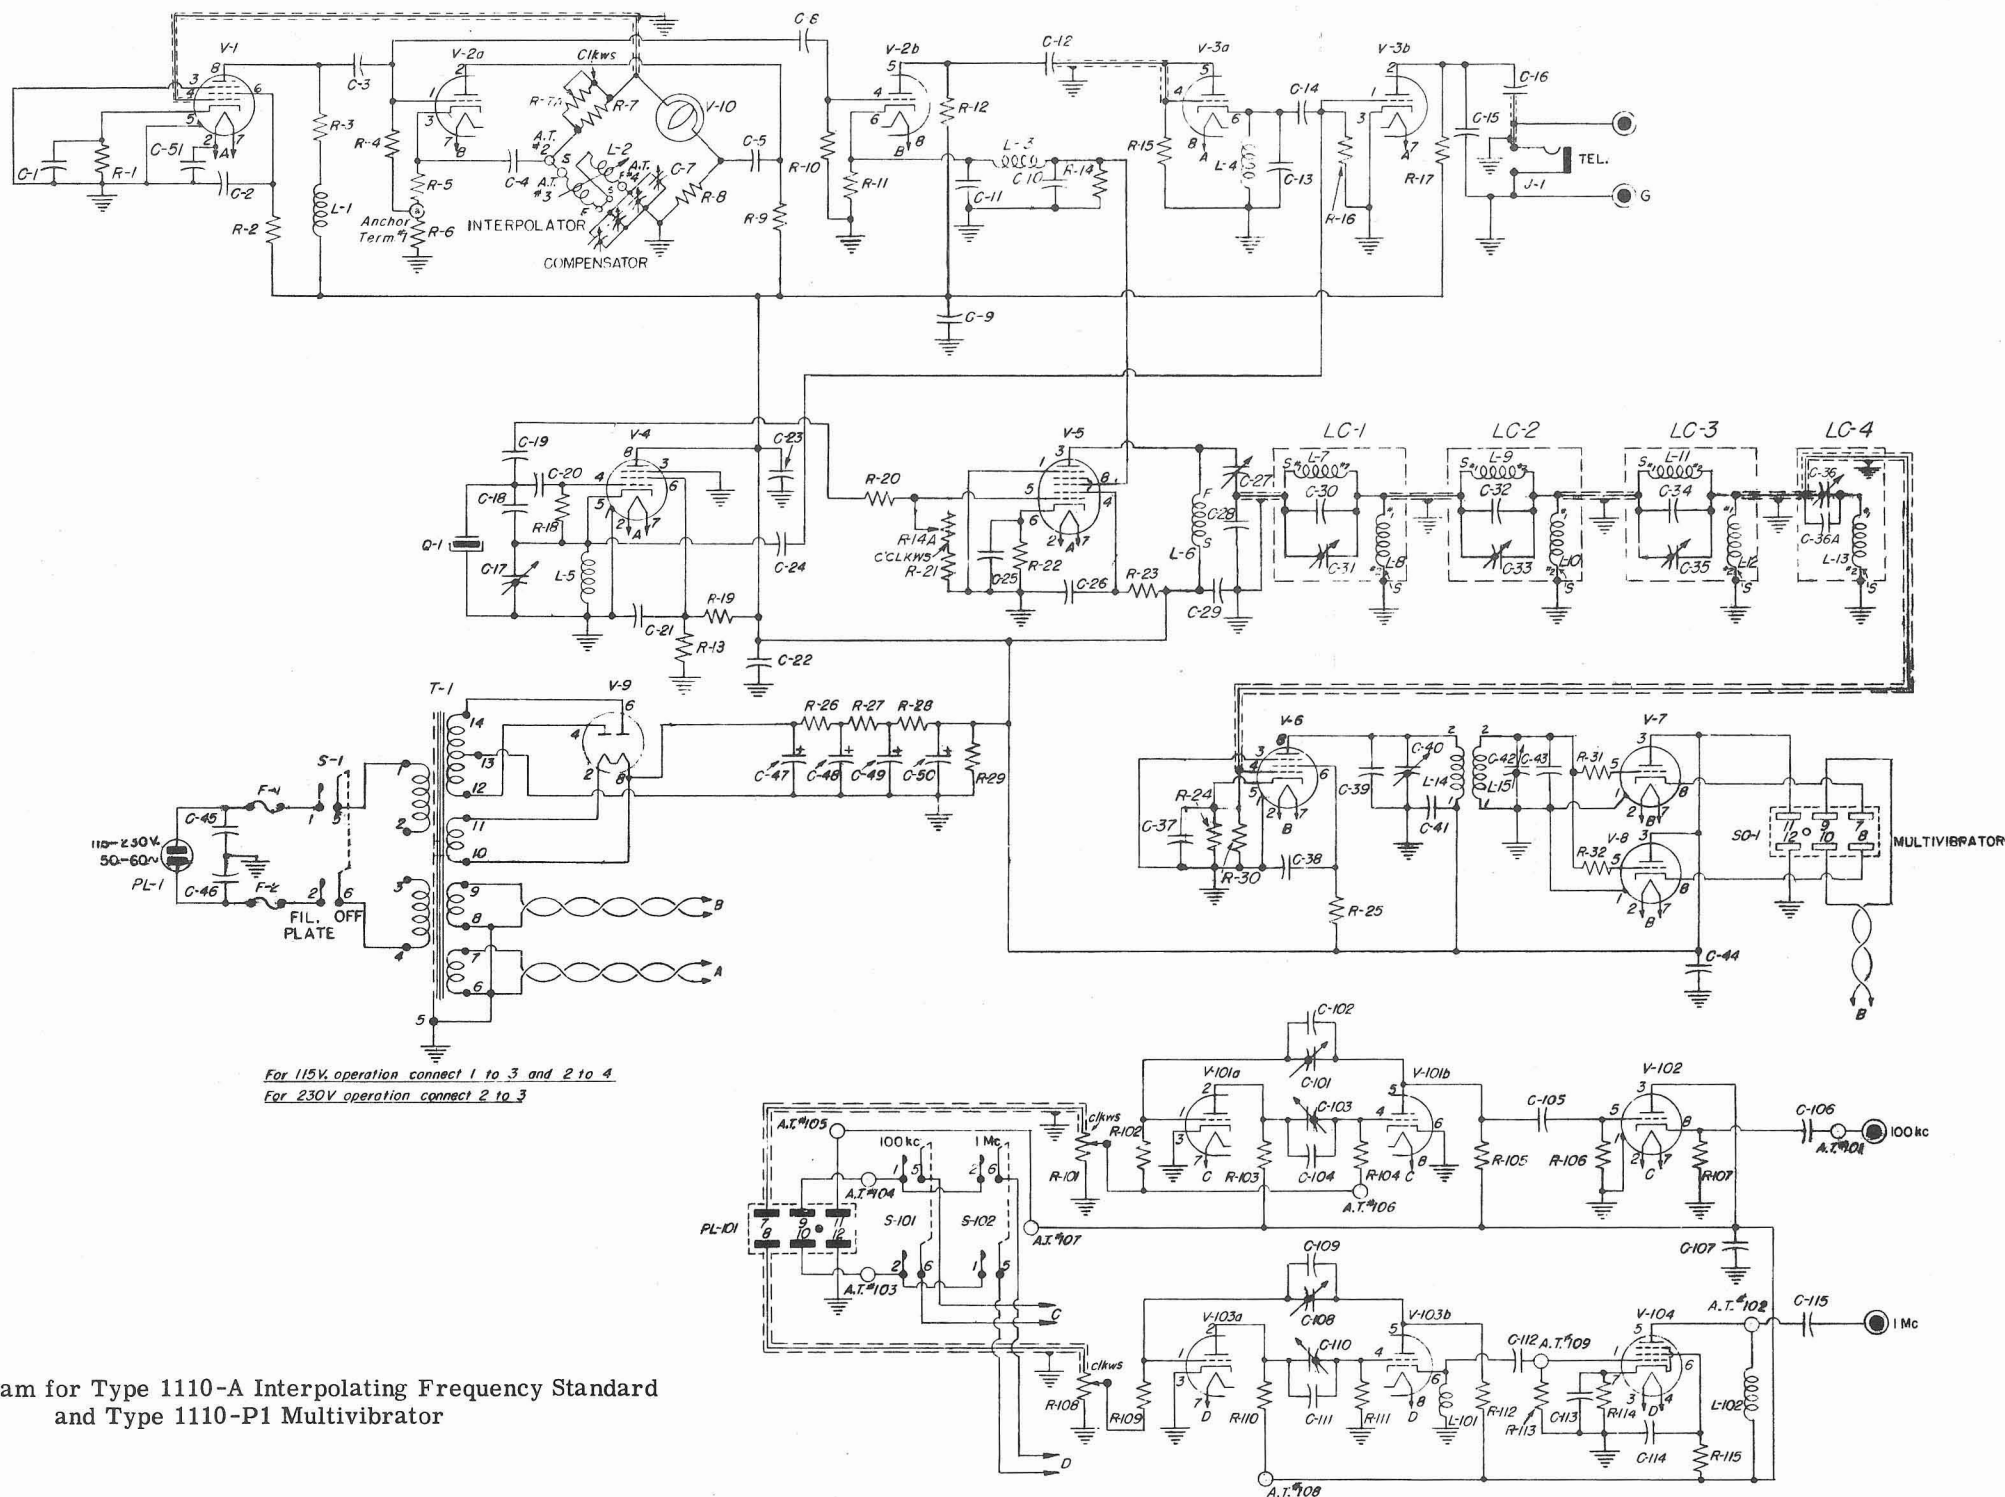 V-1
V-2a
Clkws
C-6
V-2b
C-12
V-3a
V-3b
C-3
R-7A
R-7
V-10
C-14
C-16
R-3
R-4
R-12
C-15
C-51
C-5
R-10
R-15
TEL.
C-1
R-1
C-2
R-5
C-4
A.T. #2
A.T. #3
L-2
A.T. #4
C-7
R-8
R-11
L-3
C-10
R-14
C-11
L-4
C-13
R-17
J-1
G
L-1
R-2
Anchor
Term #1
R-6
INTERPOLATOR
R-9
R-16
COMPENSATOR
C-9
C-19
V-4
C-23
V-5
LC-1
LC-2
LC-3
LC-4
C-20
R-20
C-27
L-7
L-9
L-11
C-36
C-18
R-18
C-28
C-30
C-32
C-34
C-36A
Q-1
R-14A
C'CLKWS
R-21
C-17
L-5
C-24
C-25
R-22
C-26
R-23
L-6
C-29
C-31
L-8
C-33
L-10
C-35
L-12
L-13
R-19
C-21
R-13
C-22
T-1
V-9
R-26
R-27
R-28
V-6
V-7
C-40
C-42
C-43
R-31
S-1
C-47
C-48
C-49
C-50
R-29
C-39
L-14
L-15
R-24
C-41
V-8
SO-1
F-1
C-45
115-230V.
50-60~
PL-1
C-46
F-2
C-37
R-30
C-38
R-32
MULTIVIBRATOR
FIL.
OFF
PLATE
B
R-25
A
C-44
B
For 115V. operation connect 1 to 3 and 2 to 4
For 230V operation connect 2 to 3
C-102
V-101a
C-101
V-101b
V-102
A.T.#105
clkws
R-102
C-103
C-105
C-106
100 kc
100 kc
1 Mc
A.T.#101
R-101
R-103
C-104
R-104
R-105
R-106
R-107
A.T.#104
A.T.#106
PL-101
S-101
S-102
A.T.#107
C-107
A.T.#103
C-109
C
V-103a
C-108
V-103b
V-104
A.T.#102
C-115
1 Mc
C-110
C-112
A.T.#109
clkws
R-108
R-109
R-110
C-111
R-111
L-101
R-112
R-113
C-113
R-114
L-102
D
C-114
R-115
A.T.#108
am for Type 1110-A Interpolating Frequency Standard
and Type 1110-P1 Multivibrator